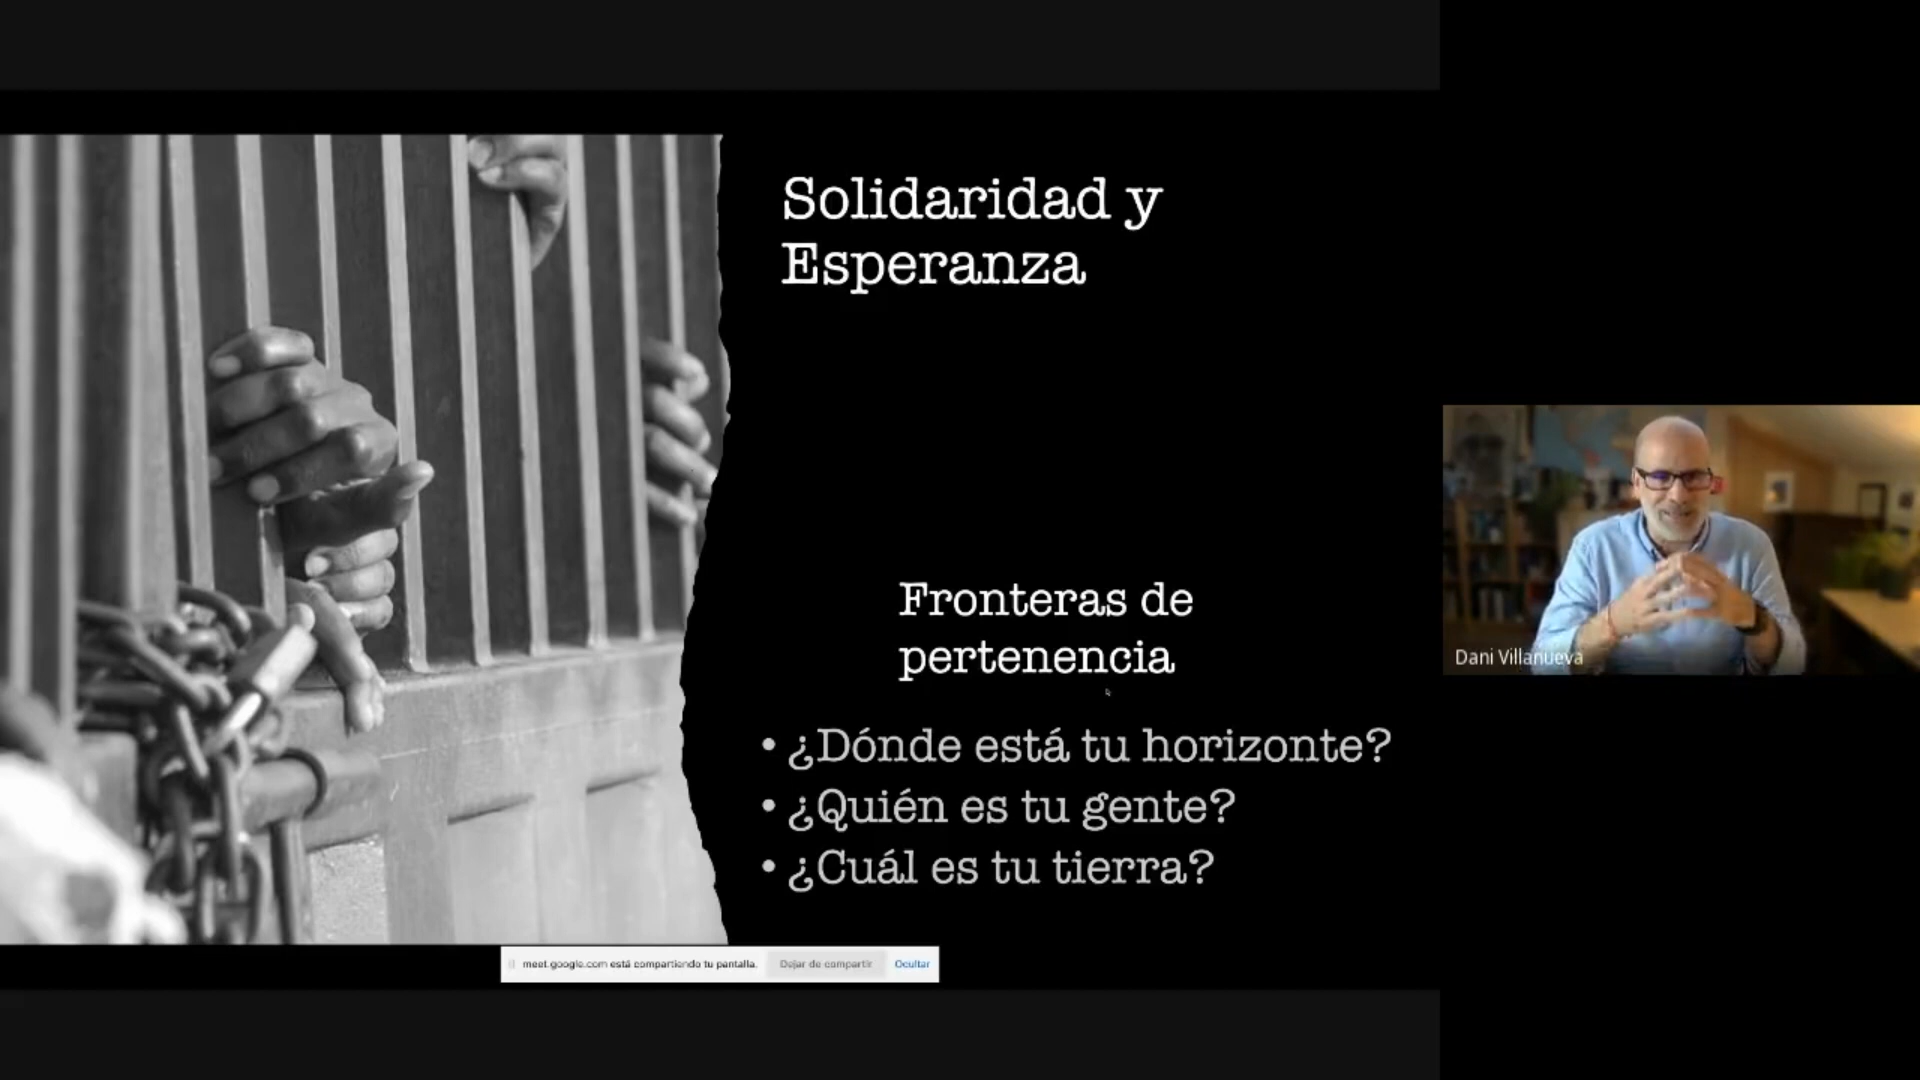 Solidaridad y
Esperanza
Fronteras de
pertenencia
• ¿Dónde está tu horizonte?
• ¿Quién es tu gente?
• ¿Cuál es tu tierra?
Dani Villanueva
meet.google.com está compartiendo tu pantalla.
Dejar de compartir
Ocultar